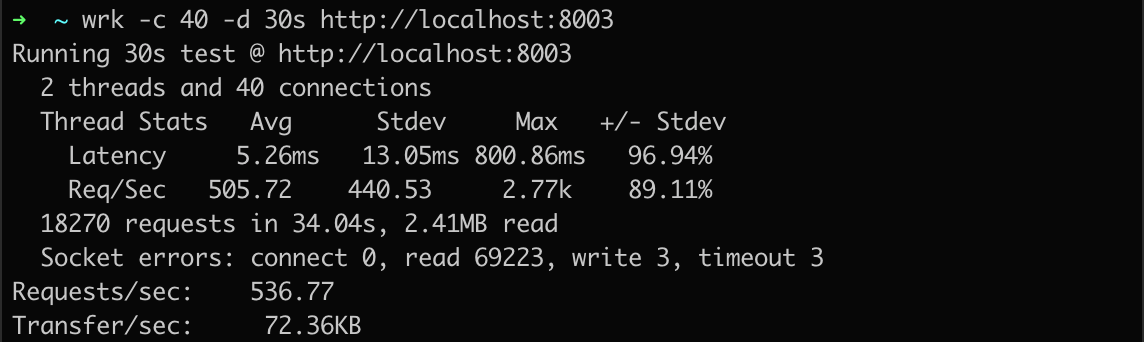 ➜ ~ wrk -c 40 -d 30s http://localhost:8003
Running 30s test @ http://localhost:8003
2 threads and 40 connections
Thread Stats Avg Stdev Max +/- Stdev
Latency 5.26ms 13.05ms 800.86ms 96.94%
Req/Sec 505.72 440.53 2.77k 89.11%
18270 requests in 34.04s, 2.41MB read
Socket errors: connect 0, read 69223, write 3, timeout 3
Requests/sec: 536.77
Transfer/sec: 72.36KB